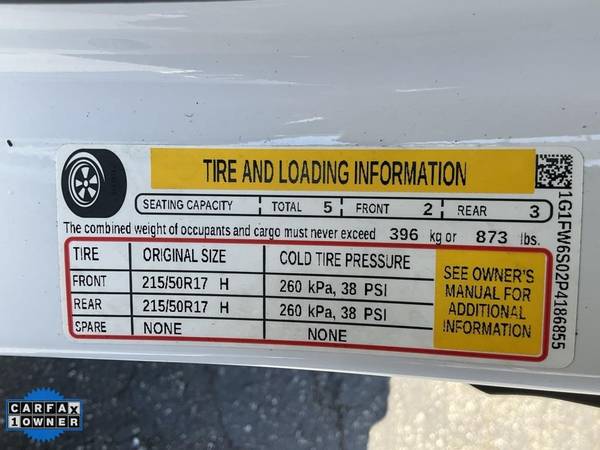 TIRE AND LOADING INFORMATION
SEATING CAPACITY TOTAL 5 FRONT 2 REAR 3
The combined weight of occupants and cargo must never exceed 396 kg or 873 lbs.
TIRE ORIGINAL SIZE COLD TIRE PRESSURE
FRONT 215/50R17 H 260 kPa, 38 PSI
REAR 215/50R17 H 260 kPa, 38 PSI
SPARE NONE NONE
SEE OWNER'S
MANUAL FOR
ADDITIONAL
INFORMATION
1G1FW6S02P4186855
CARFAX
1 OWNER